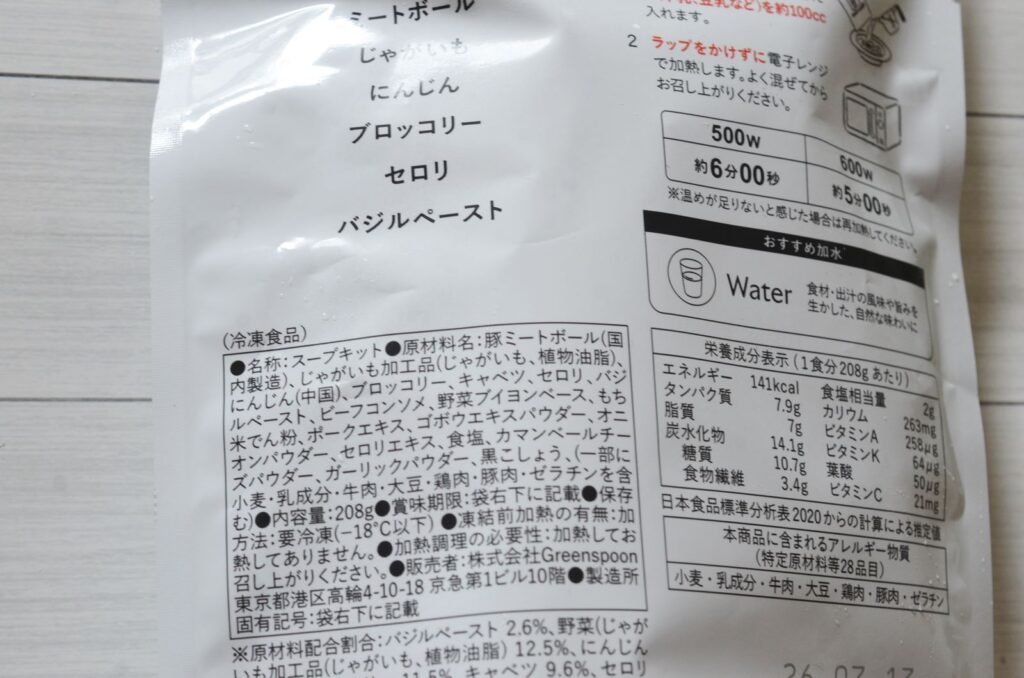 ミートボール
じゃがいも
にんじん
ブロッコリー
セロリ
バジルペースト
豆乳など)を約100cc
入れます。
2 ラップをかけずに電子レンジ
で加熱します。よく混ぜてから
お召し上がりください。
500w 600w
約6分00秒 約5分00秒
※温めが足りないと感じた場合は再加熱してください。
おすすめ加水
Water
食材・出汁の風味や旨みを
生かした、自然な味わいに
(冷凍食品)
●名称:スープキット●原材料名:豚ミートボール(国
内製造)、じゃがいも加工品(じゃがいも、植物油脂)、
にんじん(中国)、ブロッコリー、キャベツ、セロリ、バジ
ルペースト、ビーフコンソメ、野菜ブイヨンベース、もち
米でん粉、ポークエキス、ゴボウエキスパウダー、オニ
オンパウダー、セロリエキス、食塩、カマンベールチー
ズパウダー、ガーリックパウダー、黒こしょう、(一部に
小麦・乳成分・牛肉・大豆・鶏肉・豚肉・ゼラチンを含
む)●内容量:208g●賞味期限:袋右下に記載●保存
方法:要冷凍(−18℃以下)●凍結前加熱の有無:加
熱してありません。●加熱調理の必要性:加熱してお
召し上がりください。●販売者:株式会社Greenspoon
東京都港区高輪4-10-18 京急第1ビル10階●製造所
固有記号:袋右下に記載
※原材料配合割合:バジルペースト 2.6%、野菜(じゃが
いも加工品(じゃがいも、植物油脂) 12.5%、にんじん
11.5%、キャベツ 9.6%、セロリ
栄養成分表示(1食分208gあたり)
エネルギー 141kcal
タンパク質 7.9g
脂質 7g
炭水化物 14.1g
糖質 10.7g
食物繊維 3.4g
食塩相当量 2g
カリウム 263mg
ビタミンA 258μg
ビタミンK 64μg
葉酸 50μg
ビタミンC 21mg
日本食品標準分析表2020からの計算による推定値
本商品に含まれるアレルギー物質
(特定原材料等28品目)
小麦・乳成分・牛肉・大豆・鶏肉・豚肉・ゼラチン